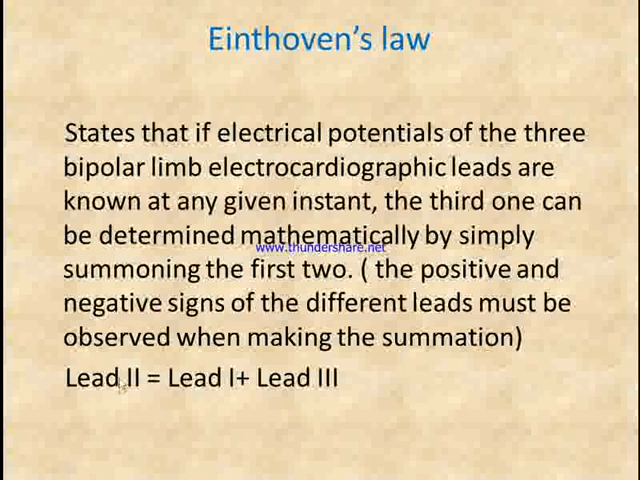 Einthoven's law
States that if electrical potentials of the three
bipolar limb electrocardiographic leads are
known at any given instant, the third one can
be determined mathematically by simply
www.thundershare.net
summoning the first two. ( the positive and
negative signs of the different leads must be
observed when making the summation)
Lead II = Lead I+ Lead III